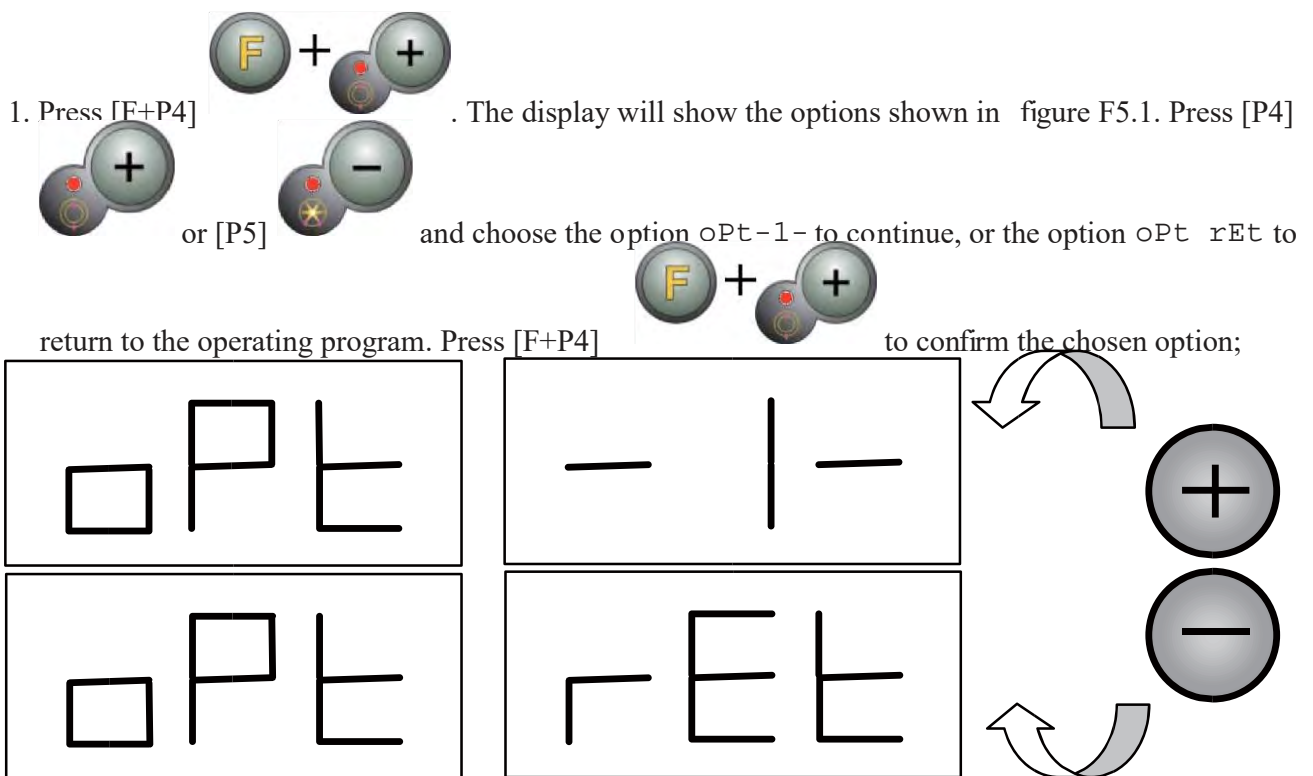 F + +
1. Press [F+P4] . The display will show the options shown in figure F5.1. Press [P4]
+ −
or [P5] and choose the option oPt-1- to continue, or the option oPt rEt to
F + +
return to the operating program. Press [F+P4] to confirm the chosen option;
oPt -1-
+
oPt rEt
−